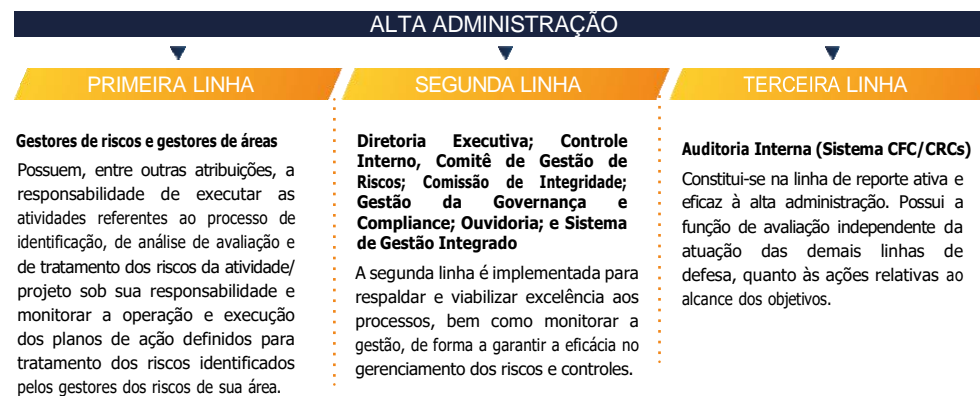 ALTA ADMINISTRAÇÃO
PRIMEIRA LINHA
Gestores de riscos e gestores de áreas
Possuem, entre outras atribuições, a
responsabilidade de executar as
atividades referentes ao processo de
identificação, de análise de avaliação e
de tratamento dos riscos da atividade/
projeto sob sua responsabilidade e
monitorar a operação e execução
dos planos de ação definidos para
tratamento dos riscos identificados
pelos gestores dos riscos de sua área.
SEGUNDA LINHA
Diretoria Executiva; Controle
Interno, Comitê de Gestão de
Riscos; Comissão de Integridade;
Gestão da Governança e
Compliance; Ouvidoria; e Sistema
de Gestão Integrado
A segunda linha é implementada para
respaldar e viabilizar excelência aos
processos, bem como monitorar a
gestão, de forma a garantir a eficácia no
gerenciamento dos riscos e controles.
TERCEIRA LINHA
Auditoria Interna (Sistema CFC/CRCs)
Constitui-se na linha de reporte ativa e
eficaz à alta administração. Possui a
função de avaliação independente da
atuação das demais linhas de
defesa, quanto às ações relativas ao
alcance dos objetivos.